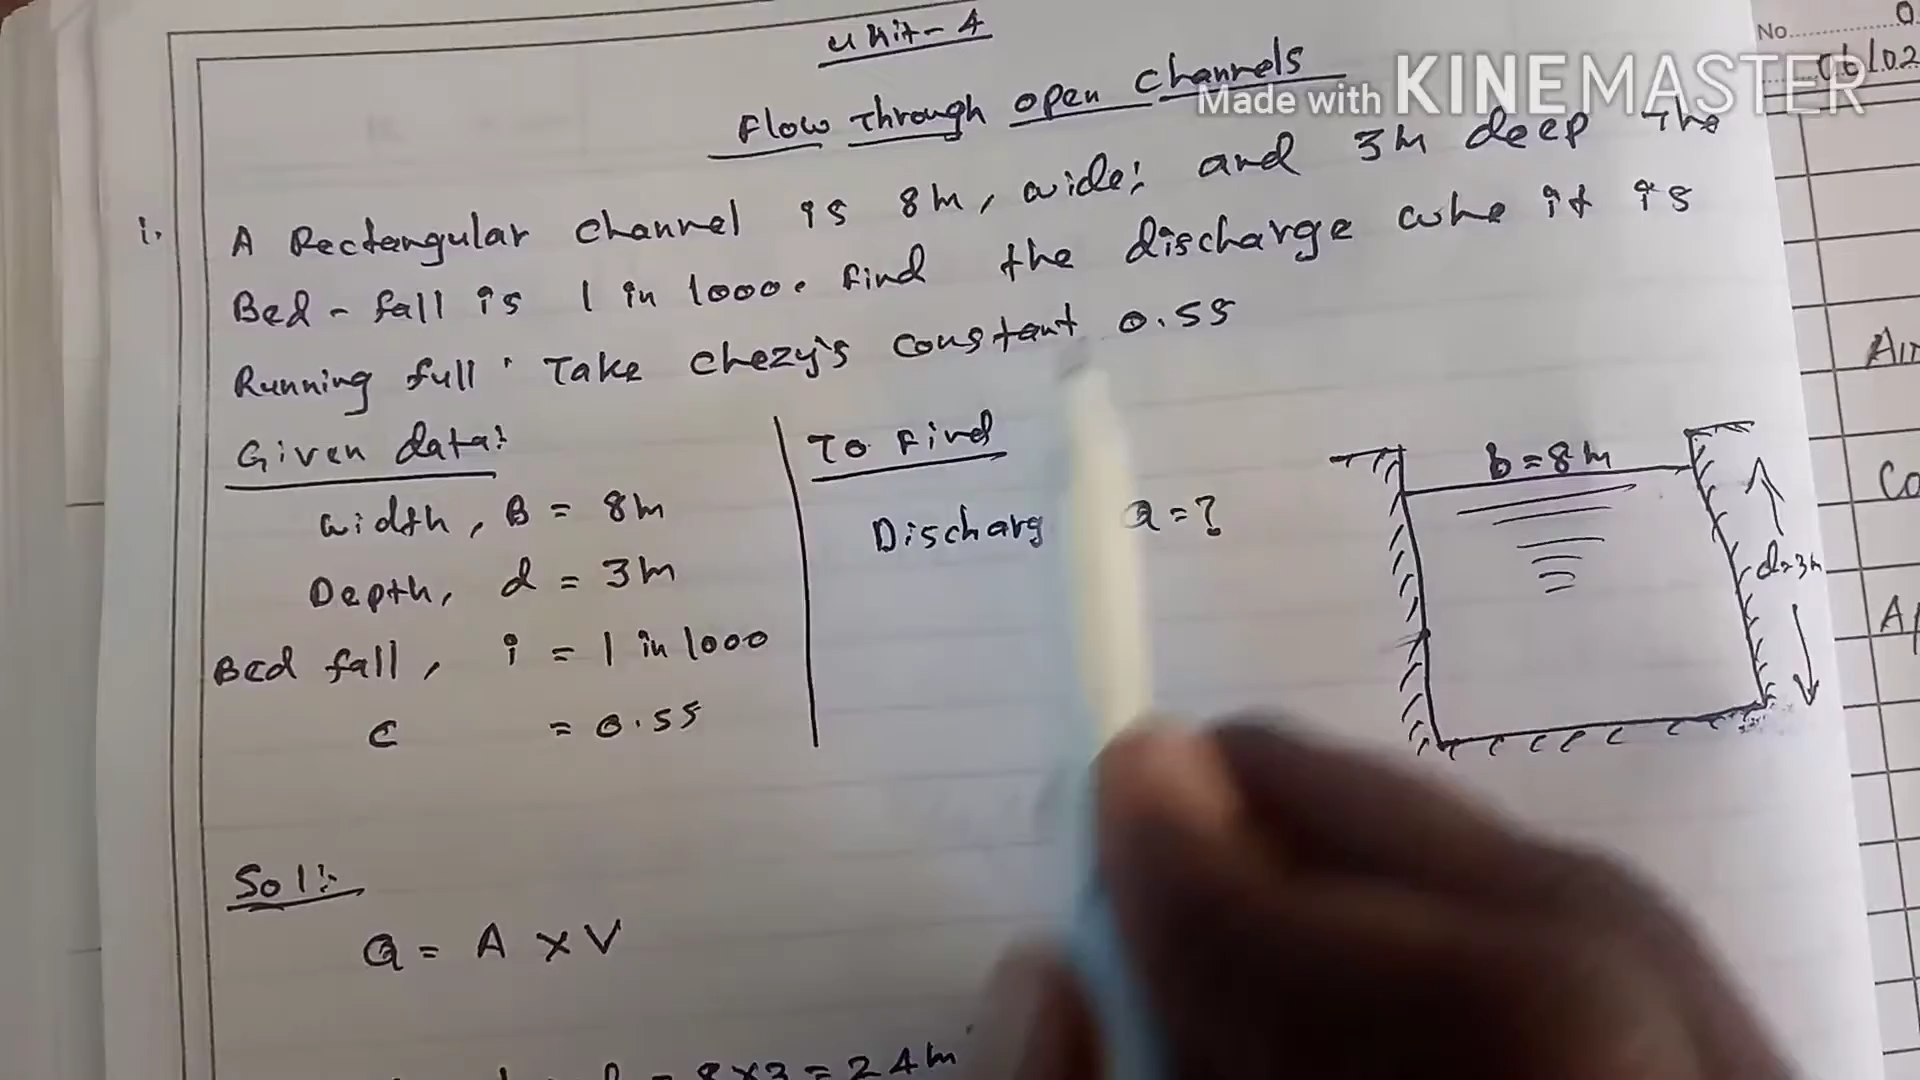 Unit-4
Flow Through Open Channels
Made with KINEMASTER
No.
1. A Rectangular channel is 8m, wide; and 3m deep The
Bed-fall is 1 in 1000. Find the discharge whe it is
Running full. Take chezy's constant 0.55
Given data:
Width, B = 8m
Depth, d = 3m
Bed fall, i = 1 in 1000
C = 0.55
To Find
Discharg Q = ?
b = 8m
d=3m
Sol:-
Q = A x V
= 8x3 = 24m